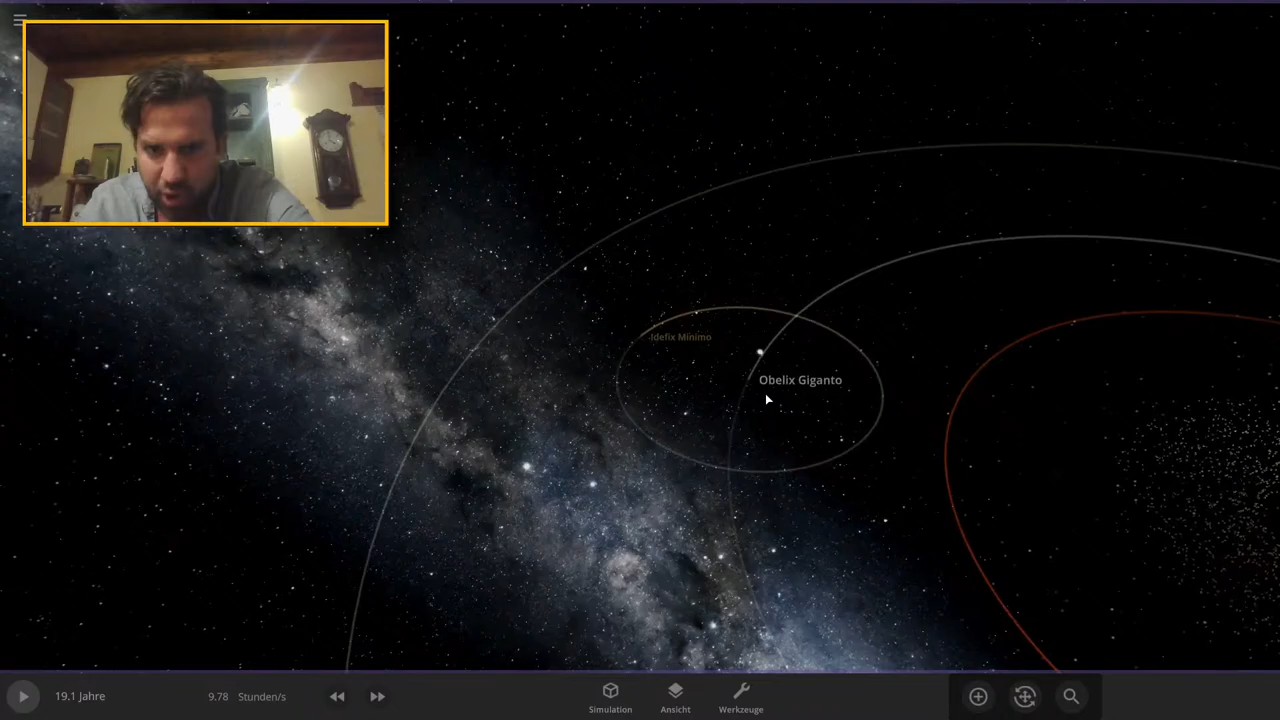 Idefix Minimo
Obelix Giganto
19.1 Jahre
9.78 Stunden/s
Simulation
Ansicht
Werkzeuge